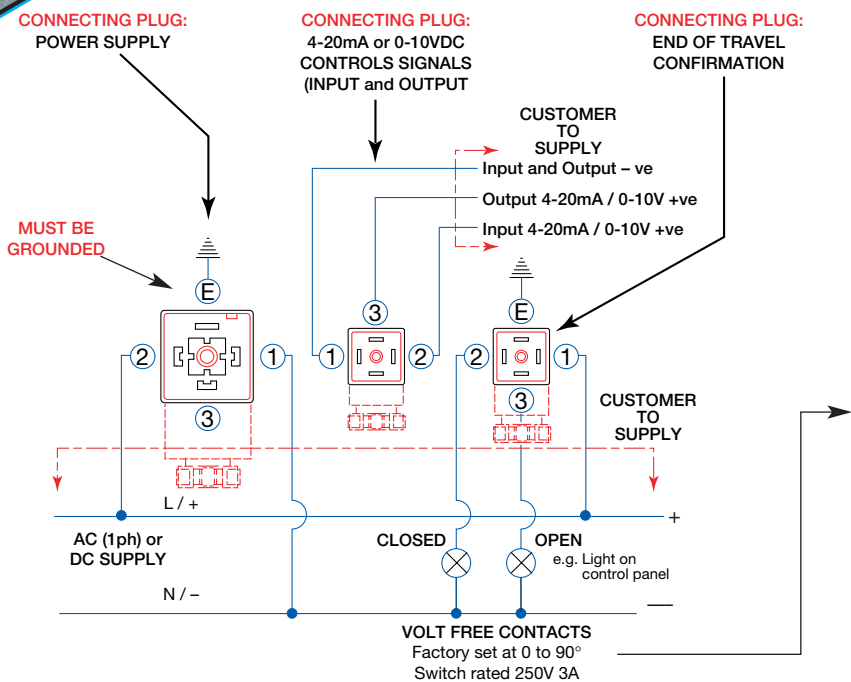 CONNECTING PLUG:
POWER SUPPLY
CONNECTING PLUG:
4-20mA or 0-10VDC
CONTROLS SIGNALS
(INPUT and OUTPUT
CONNECTING PLUG:
END OF TRAVEL
CONFIRMATION
CUSTOMER
TO
SUPPLY
Input and Output – ve
Output 4-20mA / 0-10V +ve
Input 4-20mA / 0-10V +ve
MUST BE
GROUNDED
E
2
1
3
3
1
2
E
2
1
3
CUSTOMER
TO
SUPPLY
L / +
+
AC (1ph) or
DC SUPPLY
CLOSED
OPEN
e.g. Light on
control panel
N / –
—
VOLT FREE CONTACTS
Factory set at 0 to 90°
Switch rated 250V 3A